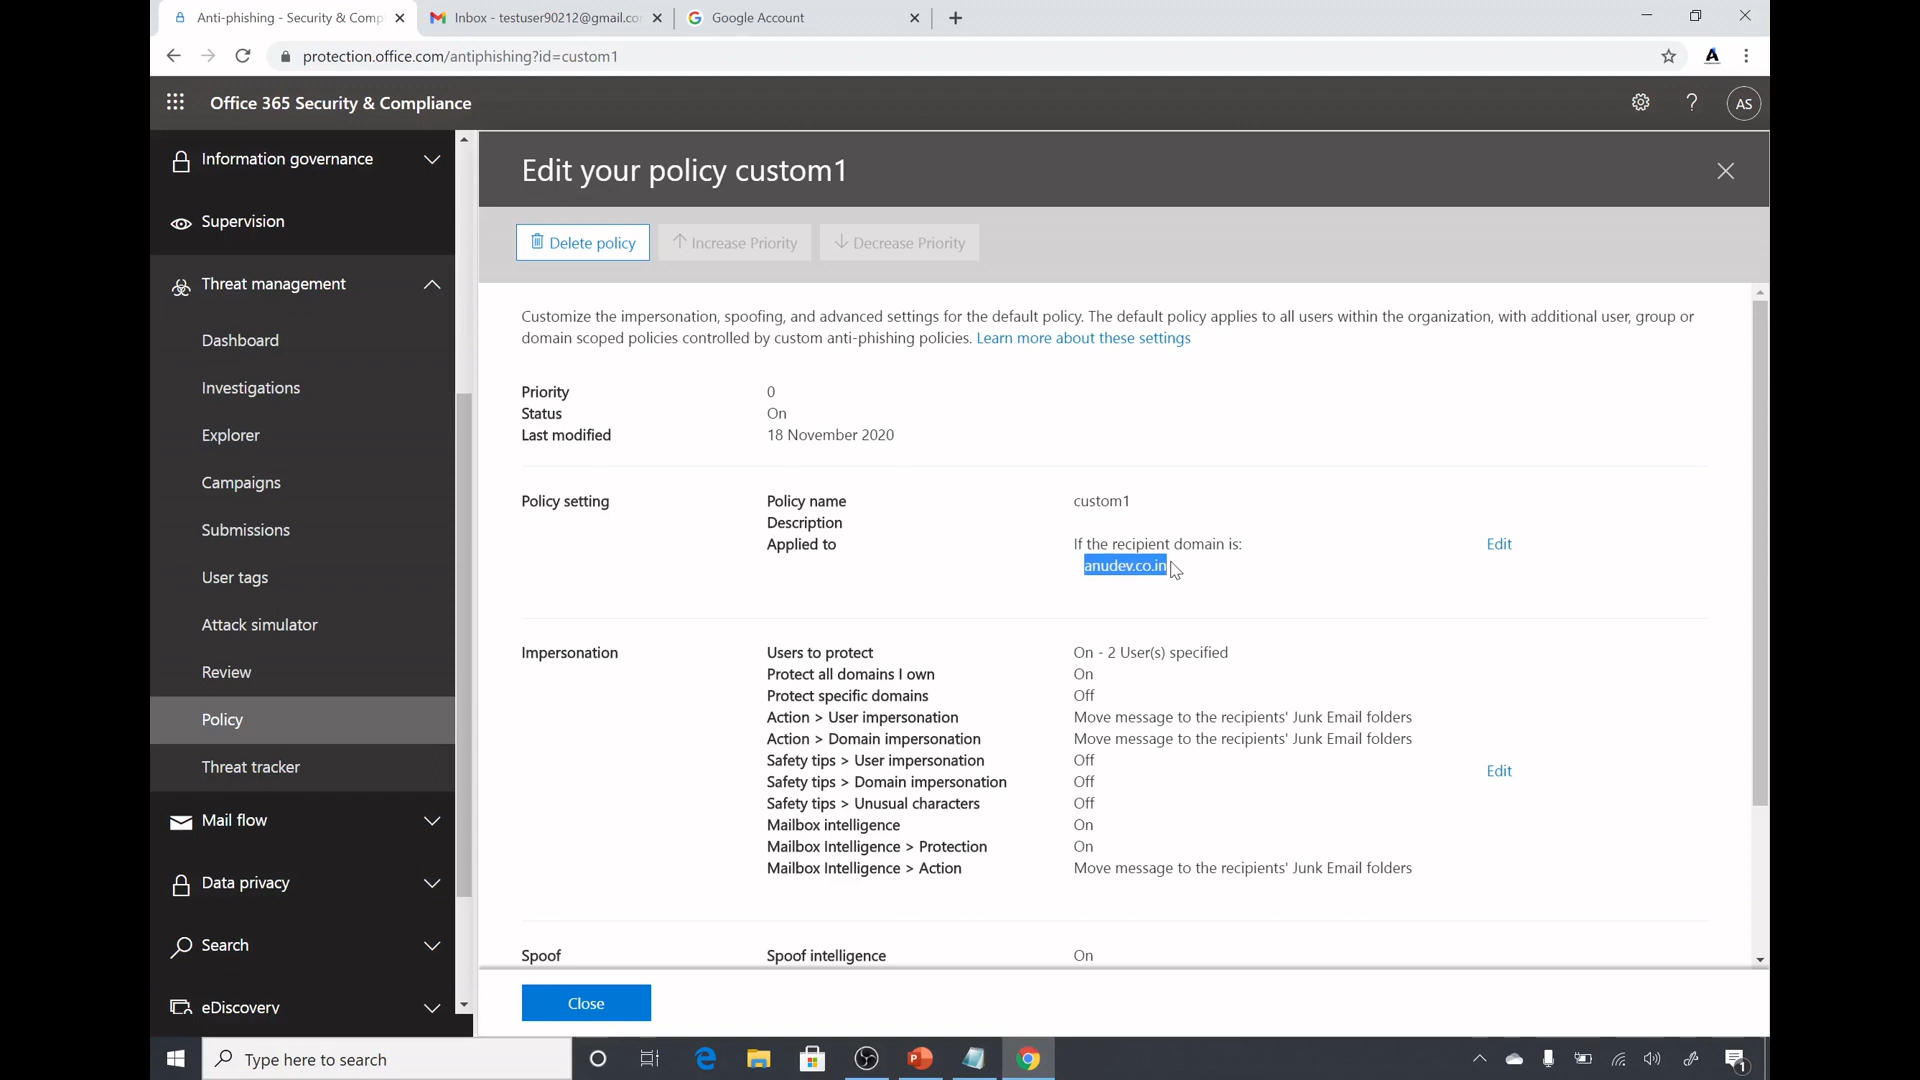 Anti-phishing - Security & Comp
Inbox - testuser90212@gmail.co
Google Account
protection.office.com/antiphishing?id=custom1
Office 365 Security & Compliance
AS
Information governance
Supervision
Threat management
Dashboard
Investigations
Explorer
Campaigns
Submissions
User tags
Attack simulator
Review
Policy
Threat tracker
Mail flow
Data privacy
Search
eDiscovery
Edit your policy custom1
Delete policy
Increase Priority
Decrease Priority
Customize the impersonation, spoofing, and advanced settings for the default policy. The default policy applies to all users within the organization, with additional user, group or
domain scoped policies controlled by custom anti-phishing policies. Learn more about these settings
Priority 0
Status On
Last modified 18 November 2020
Policy setting Policy name custom1
Description
Applied to If the recipient domain is: Edit
anudev.co.in
Impersonation Users to protect On - 2 User(s) specified
Protect all domains I own On
Protect specific domains Off
Action > User impersonation Move message to the recipients' Junk Email folders
Action > Domain impersonation Move message to the recipients' Junk Email folders
Safety tips > User impersonation Off
Edit
Safety tips > Domain impersonation Off
Safety tips > Unusual characters Off
Mailbox intelligence On
Mailbox Intelligence > Protection On
Mailbox Intelligence > Action Move message to the recipients' Junk Email folders
Spoof Spoof intelligence On
Close
Type here to search
1